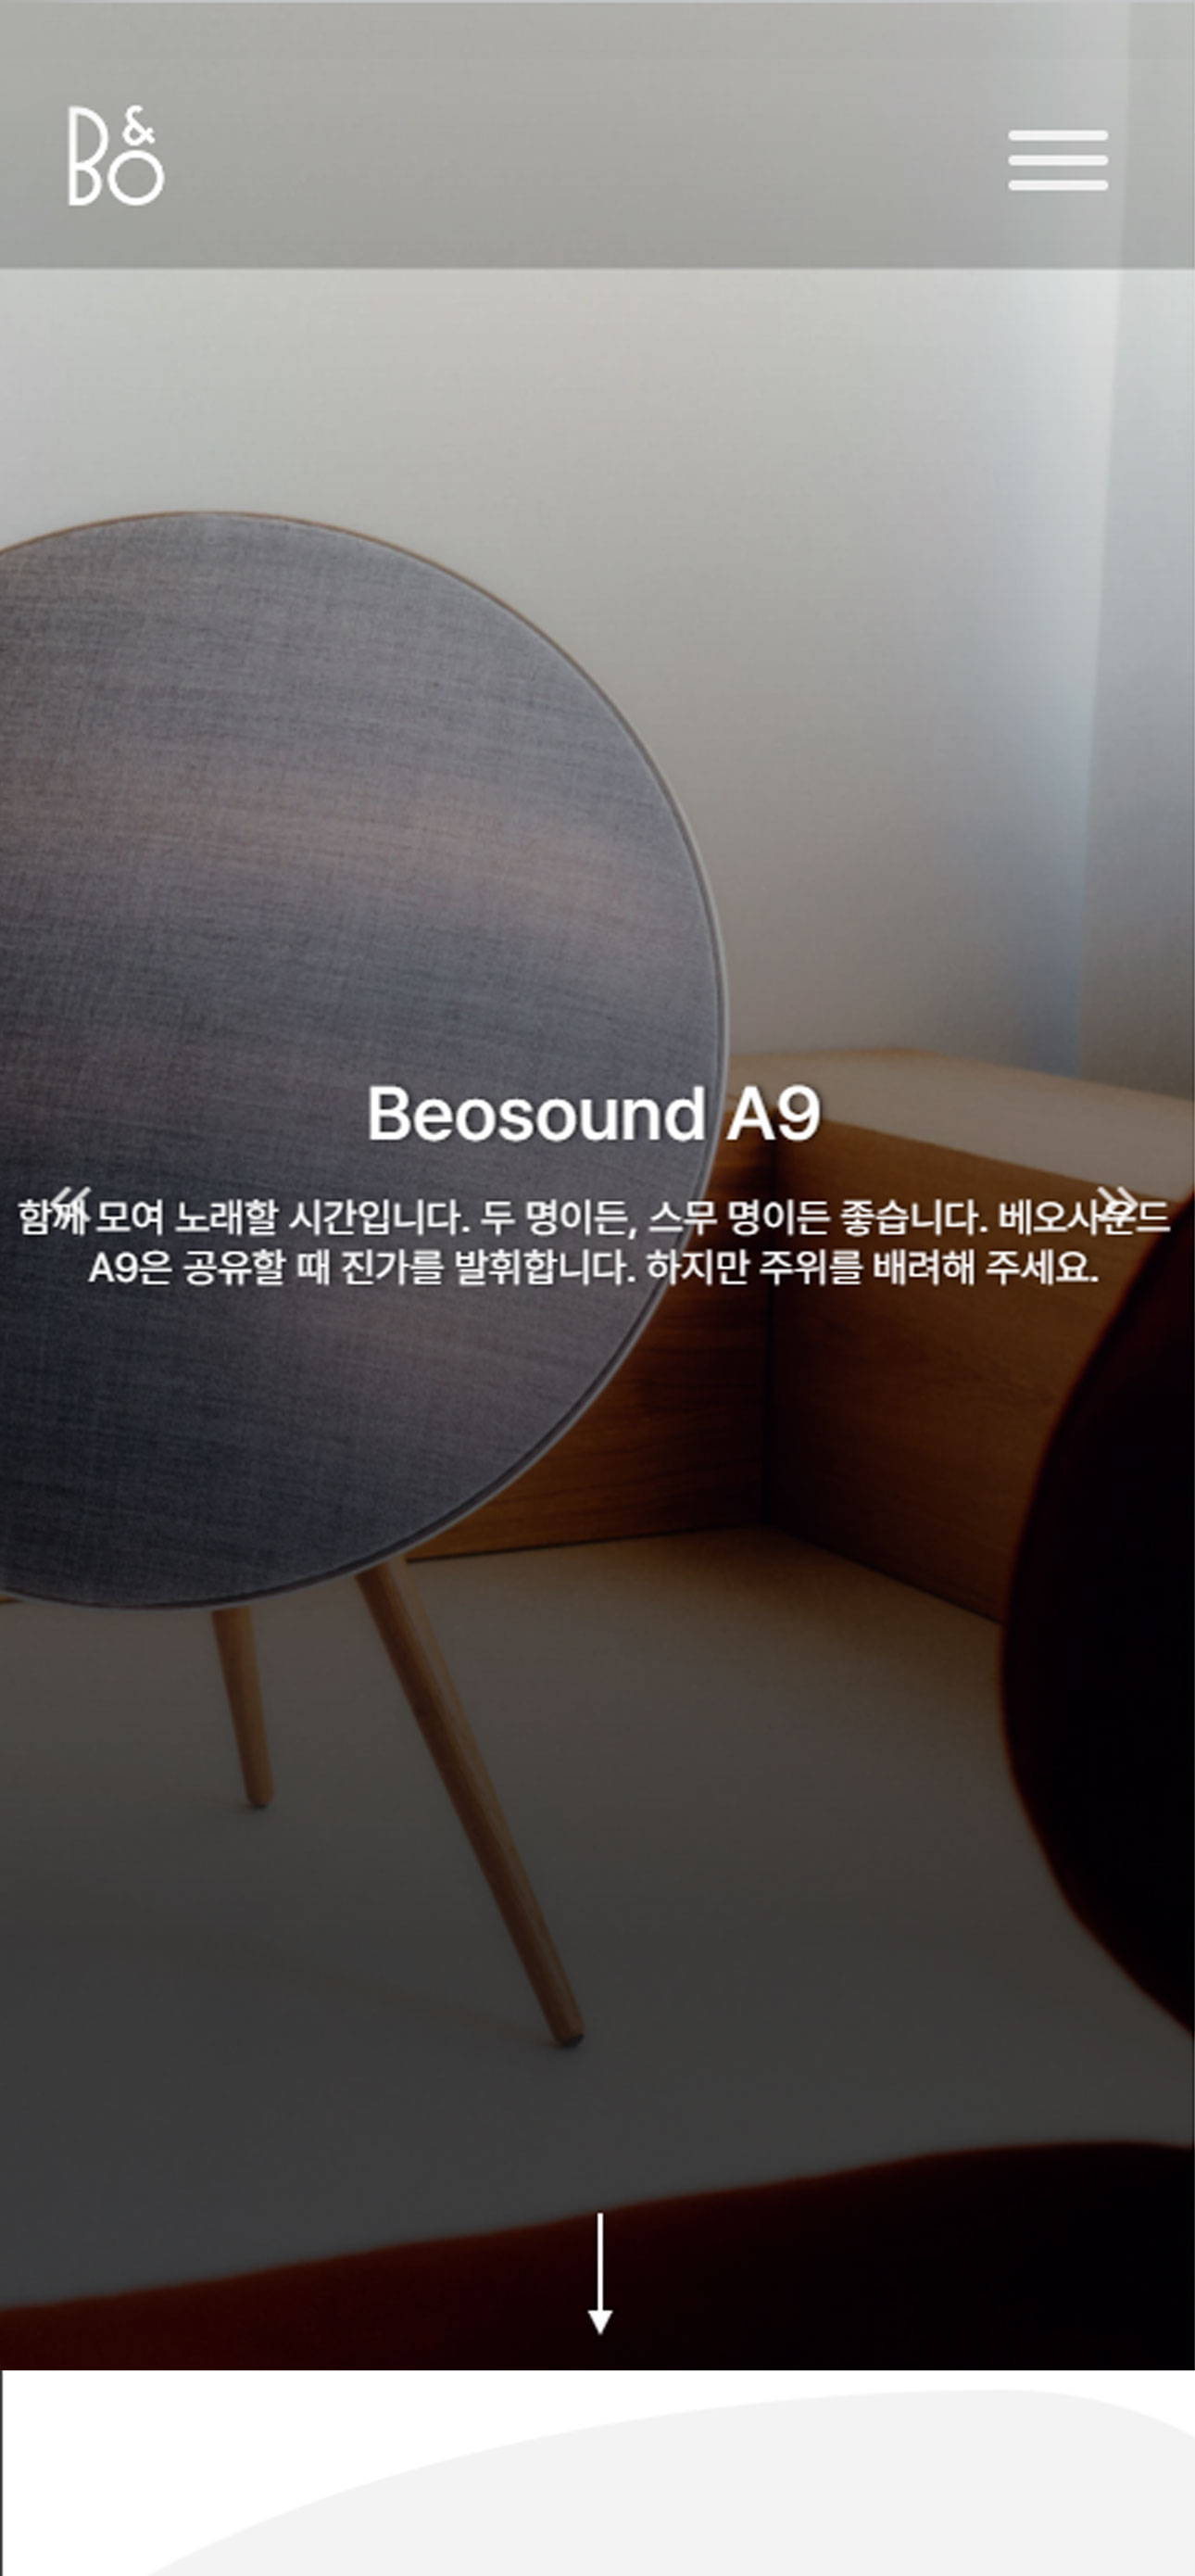 B&O
Beosound A9
함께 모여 노래할 시간입니다. 두 명이든, 스무 명이든 좋습니다. 베오사운드
A9은 공유할 때 진가를 발휘합니다. 하지만 주위를 배려해 주세요.